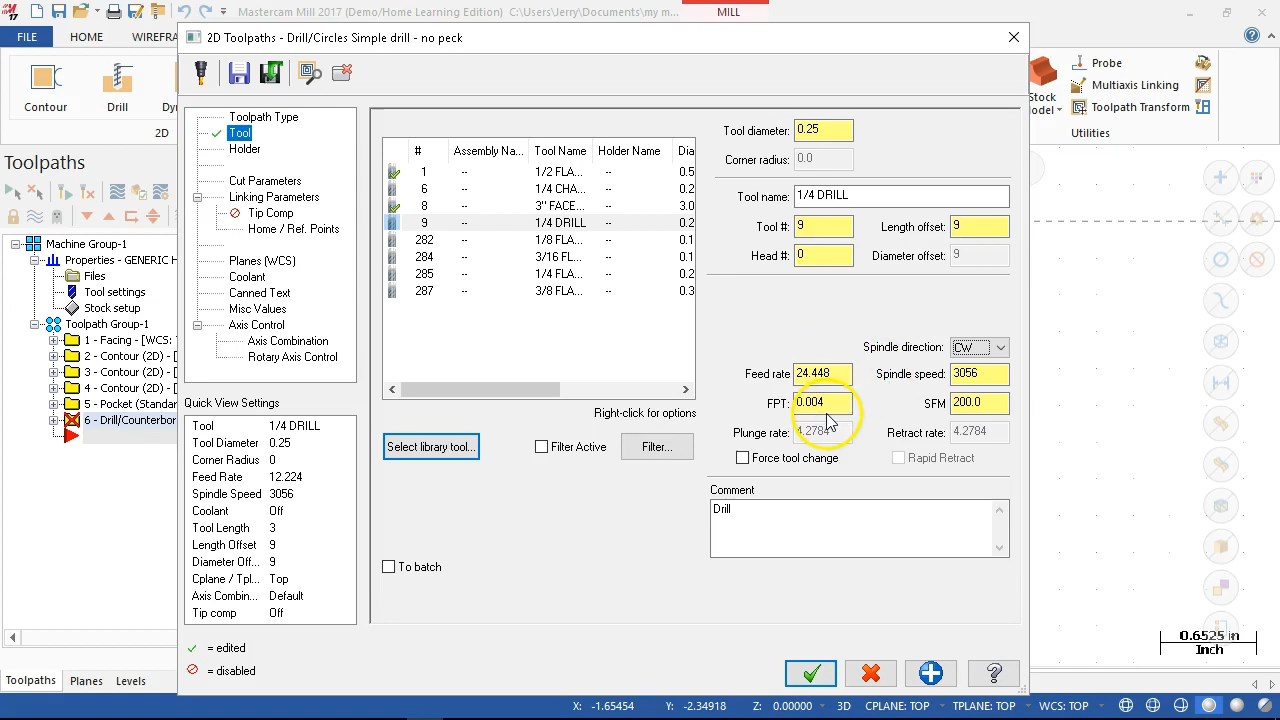 Mastercam Mill 2017 (Demo/Home Learning Edition) C:\Users\Jerry\Documents\my m...
MILL
FILE
HOME
WIREFRA
2D Toolpaths - Drill/Circles Simple drill - no peck
Contour
Drill
Dy
2D
Stock
Model
Probe
Multiaxis Linking
Toolpath Transform
Utilities
Toolpaths
Machine Group-1
Properties - GENERIC H
Files
Tool settings
Stock setup
Toolpath Group-1
1 - Facing - [WCS:
2 - Contour (2D) - [
3 - Contour (2D) - [
4 - Contour (2D) - [
5 - Pocket (Standar
6 - Drill/Counterbor
Toolpaths
Planes
Levels
Toolpath Type
Tool
Holder
Cut Parameters
Linking Parameters
Tip Comp
Home / Ref. Points
Planes (WCS)
Coolant
Canned Text
Misc Values
Axis Control
Axis Combination
Rotary Axis Control
Quick View Settings
Tool 1/4 DRILL
Tool Diameter 0.25
Corner Radius 0
Feed Rate 12.224
Spindle Speed 3056
Coolant Off
Tool Length 3
Length Offset 9
Diameter Off... 9
Cplane / Tpl... Top
Axis Combin... Default
Tip comp Off
= edited
= disabled
# Assembly Na... Tool Name Holder Name Dia
1 -- 1/2 FLA... -- 0.5
6 -- 1/4 CHA... -- 0.2
8 -- 3" FACE... -- 3.0
9 -- 1/4 DRILL -- 0.2
282 -- 1/8 FLA... -- 0.1
284 -- 3/16 FL... -- 0.1
285 -- 1/4 FLA... -- 0.2
287 -- 3/8 FLA... -- 0.3
Right-click for options
Select library tool...
Filter Active
Filter...
To batch
Tool diameter: 0.25
Corner radius: 0.0
Tool name: 1/4 DRILL
Tool #: 9 Length offset: 9
Head #: 0 Diameter offset: 9
Spindle direction: CW
Feed rate 24.448 Spindle speed: 3056
FPT: 0.004 SFM 200.0
Plunge rate: 4.2784 Retract rate: 4.2784
Force tool change Rapid Retract
Comment
Drill
0.6525 in
Inch
X: -1.65454 Y: -2.34918 Z: 0.00000 3D CPLANE: TOP TPLANE: TOP WCS: TOP